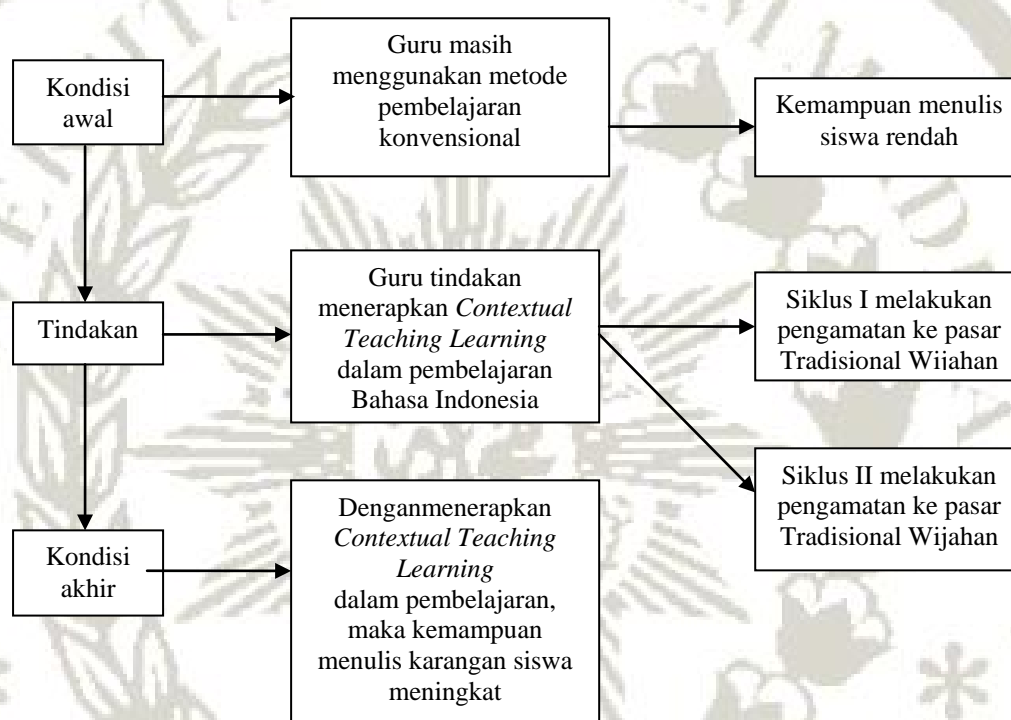 Kondisi
awal
Guru masih
menggunakan metode
pembelajaran
konvensional
Kemampuan menulis
siswa rendah
Tindakan
Guru tindakan
menerapkan Contextual
Teaching Learning
dalam pembelajaran
Bahasa Indonesia
Siklus I melakukan
pengamatan ke pasar
Tradisional Wijahan
Siklus II melakukan
pengamatan ke pasar
Tradisional Wijahan
Kondisi
akhir
Denganmenerapkan
Contextual Teaching
Learning
dalam pembelajaran,
maka kemampuan
menulis karangan siswa
meningkat